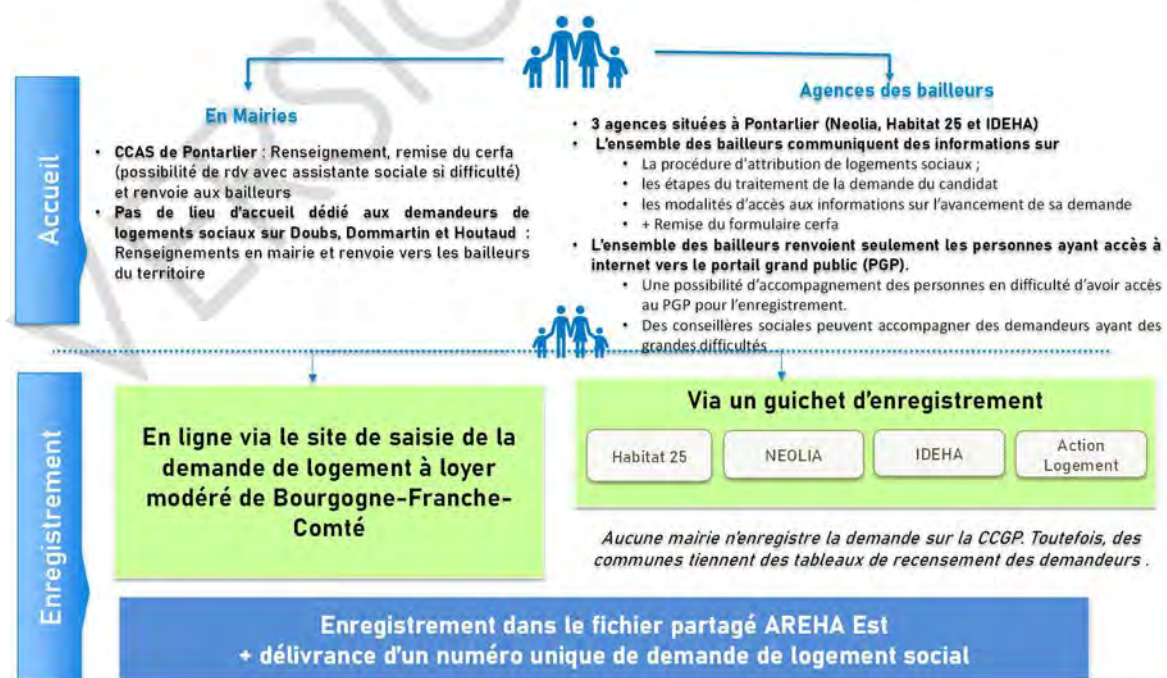 VERSIO
Accueil
En Mairies
• CCAS de Pontarlier : Renseignement, remise du cerfa
(possibilité de rdv avec assistante sociale si difficulté)
et renvoie aux bailleurs
• Pas de lieu d'accueil dédié aux demandeurs de
logements sociaux sur Doubs, Dommartin et Houtaud :
Renseignements en mairie et renvoie vers les bailleurs
du territoire
Agences des bailleurs
• 3 agences situées à Pontarlier (Neolia, Habitat 25 et IDEHA)
• L'ensemble des bailleurs communiquent des informations sur
• La procédure d'attribution de logements sociaux ;
• les étapes du traitement de la demande du candidat
• les modalités d'accès aux informations sur l'avancement de sa demande
• + Remise du formulaire cerfa
• L'ensemble des bailleurs renvoient seulement les personnes ayant accès à
internet vers le portail grand public (PGP).
• Une possibilité d'accompagnement des personnes en difficulté d'avoir accès
au PGP pour l'enregistrement.
• Des conseillères sociales peuvent accompagner des demandeurs ayant des
grandes difficultés
Enregistrement
En ligne via le site de saisie de la
demande de logement à loyer
modéré de Bourgogne-Franche-
Comté
Via un guichet d'enregistrement
Habitat 25
NEOLIA
IDEHA
Action
Logement
Aucune mairie n'enregistre la demande sur la CCGP. Toutefois, des
communes tiennent des tableaux de recensement des demandeurs .
Enregistrement dans le fichier partagé AREHA Est
+ délivrance d'un numéro unique de demande de logement social